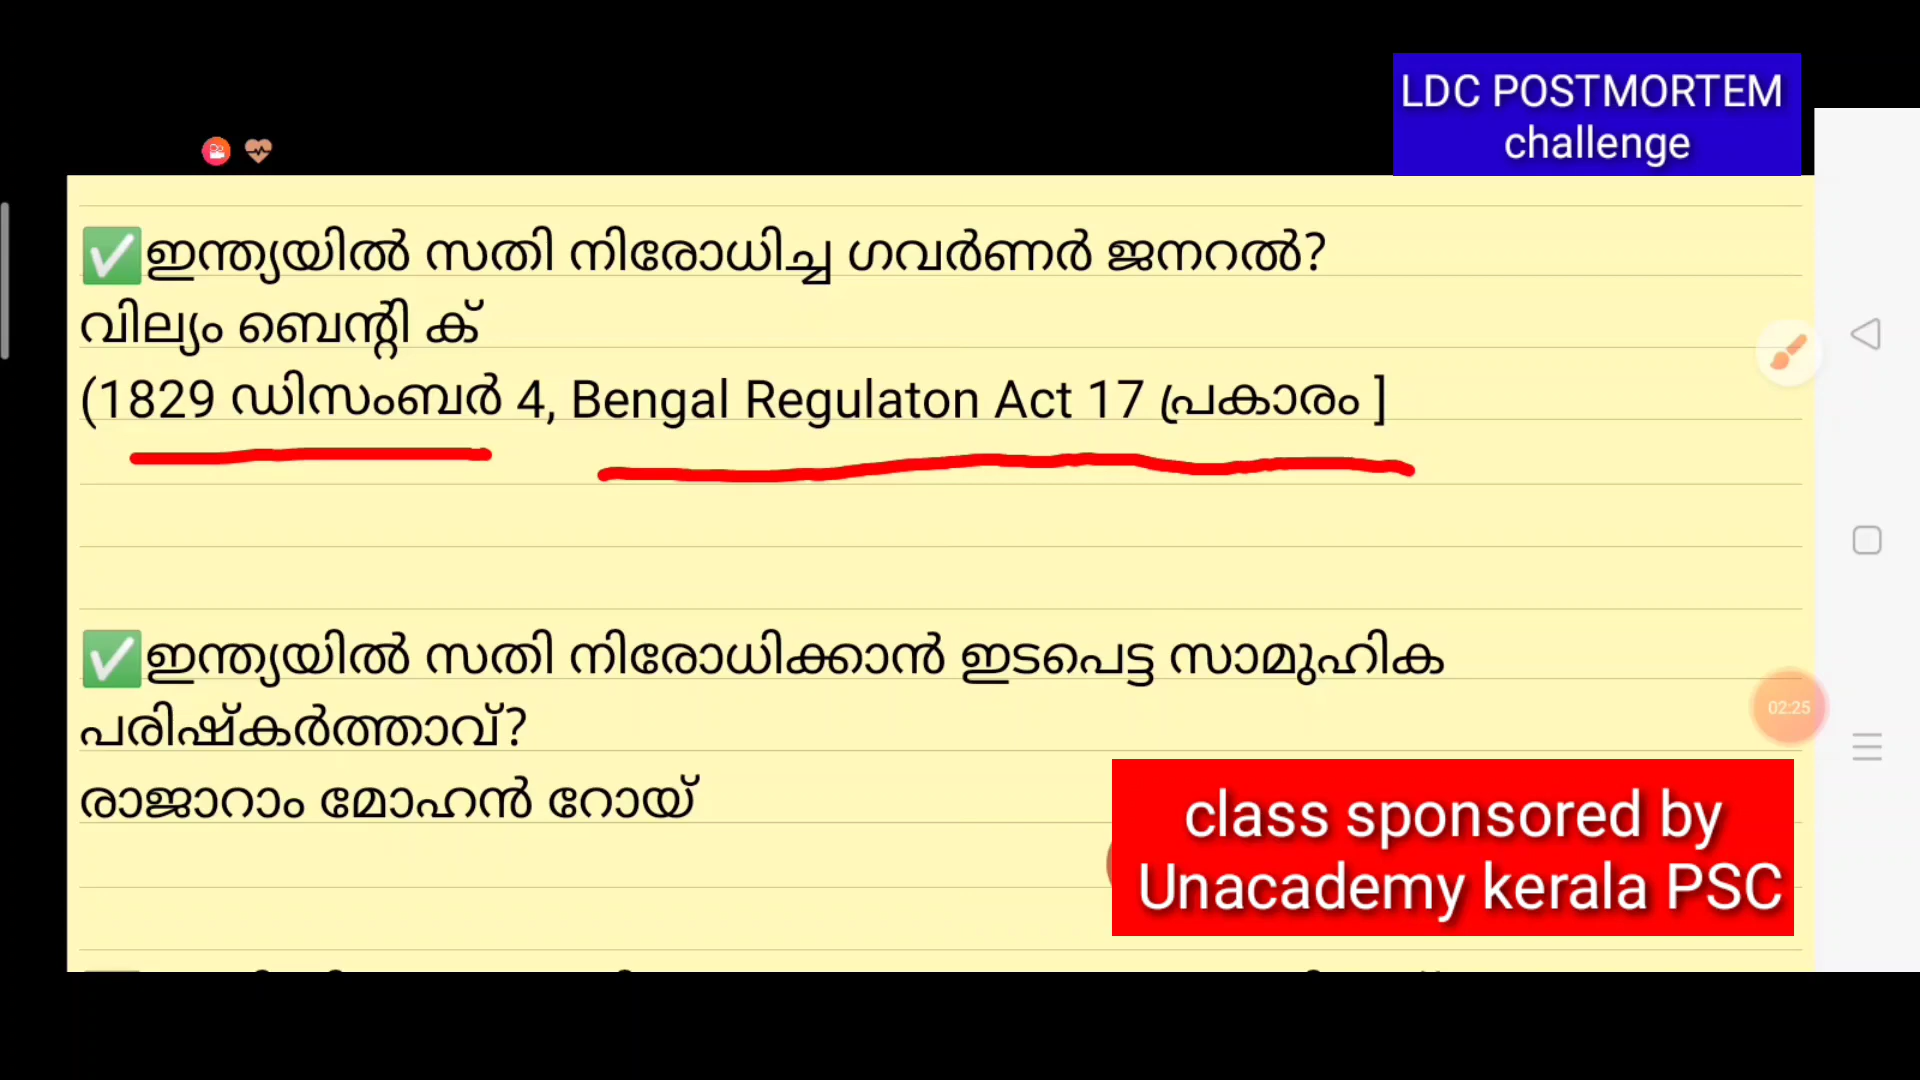 LDC POSTMORTEM
challenge
✅ഇന്ത്യയിൽ സതി നിരോധിച്ച ഗവർണർ ജനറൽ?
വില്യം ബെന്റി ക്
(1829 ഡിസംബർ 4, Bengal Regulaton Act 17 പ്രകാരം ]
✅ഇന്ത്യയിൽ സതി നിരോധിക്കാൻ ഇടപെട്ട സാമുഹിക
പരിഷ്കർത്താവ്?
രാജാറാം മോഹൻ റോയ്
02:25
class sponsored by
Unacademy kerala PSC